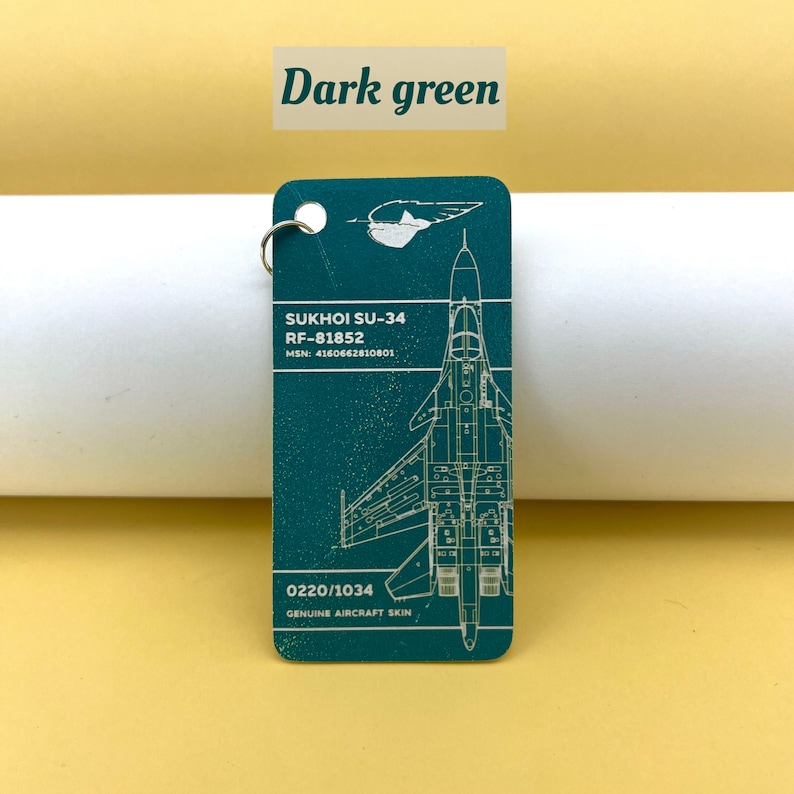 Dark green
SUKHOI SU-34
RF-81852
MSN: 4160662810801
0220/1034
GENUINE AIRCRAFT SKIN